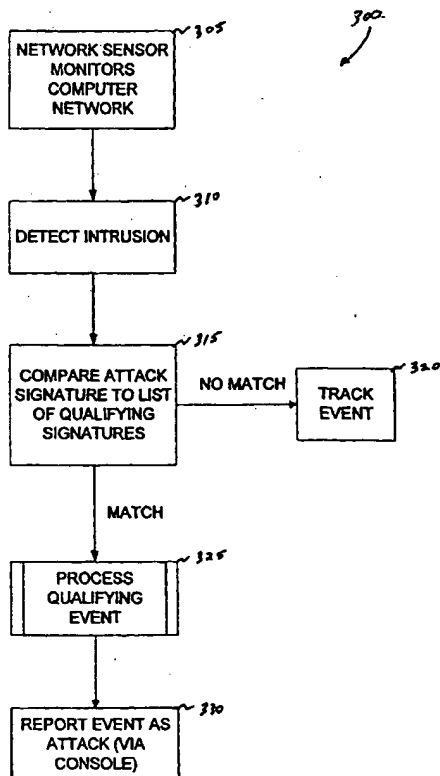 300
305
NETWORK SENSOR
MONITORS
COMPUTER
NETWORK
310
DETECT INTRUSION
315
COMPARE ATTACK
SIGNATURE TO LIST
OF QUALIFYING
SIGNATURES
NO MATCH
320
TRACK
EVENT
MATCH
325
PROCESS
QUALIFYING
EVENT
330
REPORT EVENT AS
ATTACK (VIA
CONSOLE)